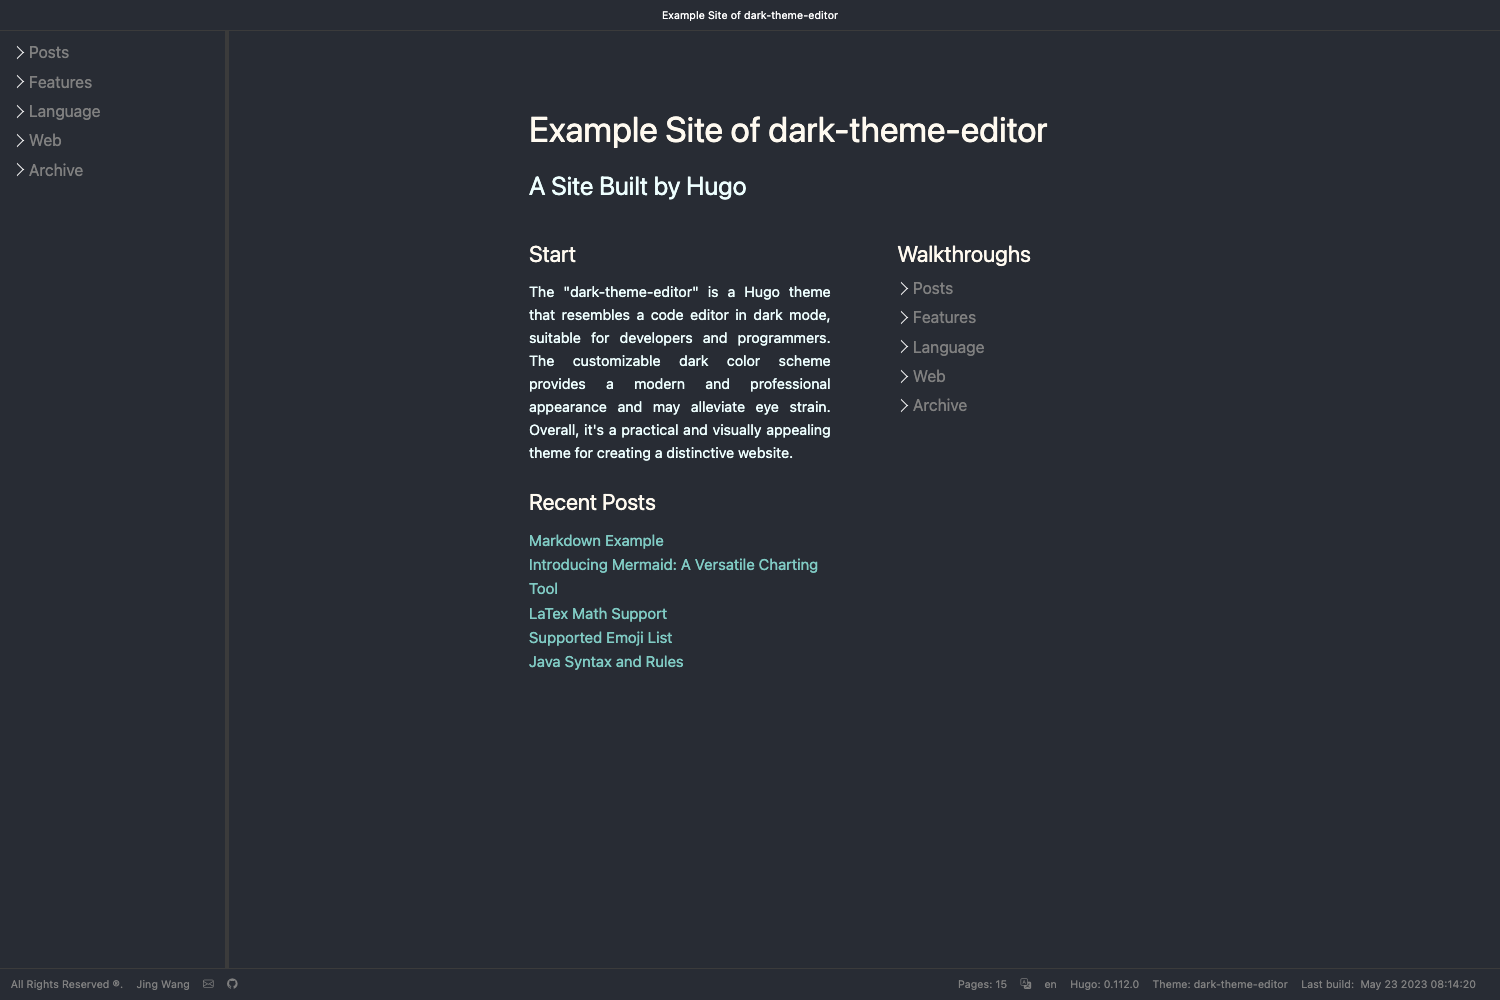 Example Site of dark-theme-editor
Posts
Features
Language
Web
Archive
Example Site of dark-theme-editor
A Site Built by Hugo
Start
The "dark-theme-editor" is a Hugo theme
that resembles a code editor in dark mode,
suitable for developers and programmers.
The customizable dark color scheme
provides a modern and professional
appearance and may alleviate eye strain.
Overall, it's a practical and visually appealing
theme for creating a distinctive website.
Recent Posts
Markdown Example
Introducing Mermaid: A Versatile Charting
Tool
LaTex Math Support
Supported Emoji List
Java Syntax and Rules
Walkthroughs
Posts
Features
Language
Web
Archive
All Rights Reserved ®. Jing Wang
Pages: 15 en Hugo: 0.112.0 Theme: dark-theme-editor Last build: May 23 2023 08:14:20